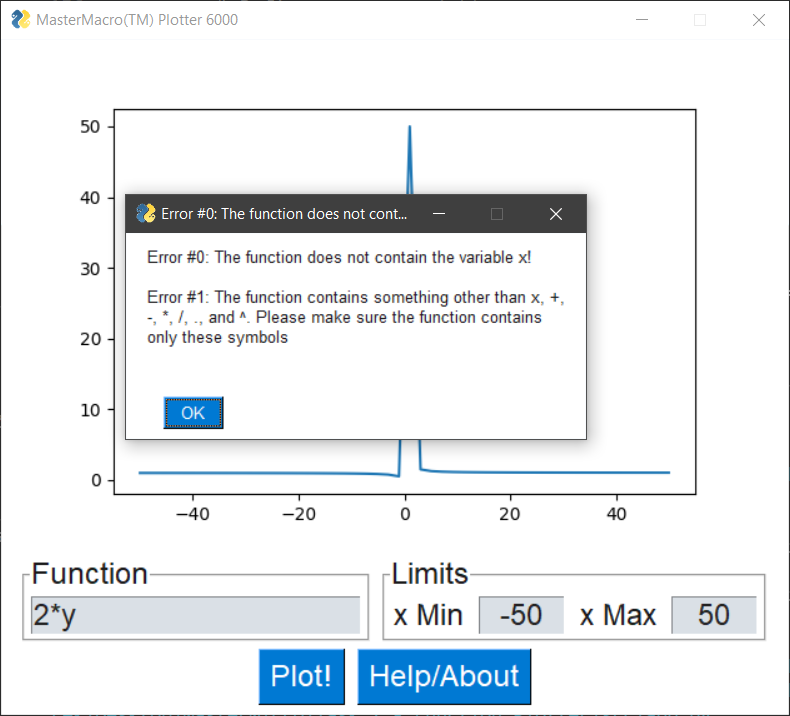 MasterMacro(TM) Plotter 6000
50
40
30
20
10
0
−40
−20
0
20
40
Error #0: The function does not cont...
Error #0: The function does not contain the variable x!
Error #1: The function contains something other than x, +,
-, *, /, ., and ^. Please make sure the function contains
only these symbols
OK
Function
2*y
Limits
x Min
-50
x Max
50
Plot!
Help/About